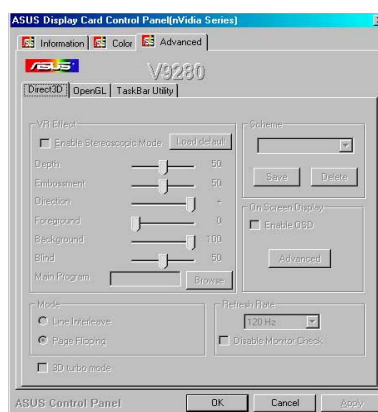 ASUS Display Card Control Panel(nVidia Series)
Information Color Advanced
ASUS V9280
Direct3D OpenGL TaskBar Utility
VR Effect
Enable Stereoscopic Mode Load default
Depth 50
Embossment 50
Direction +
Foreground 0
Background 100
Blind 50
Main Program Browse
Scheme
Save Delete
On Screen Display
Enable OSD
Advanced
Mode
Line Interleave
Page Flipping
Refresh Rate
120 Hz
Disable Monitor Check
3D turbo mode
ASUS Control Panel OK Cancel Apply